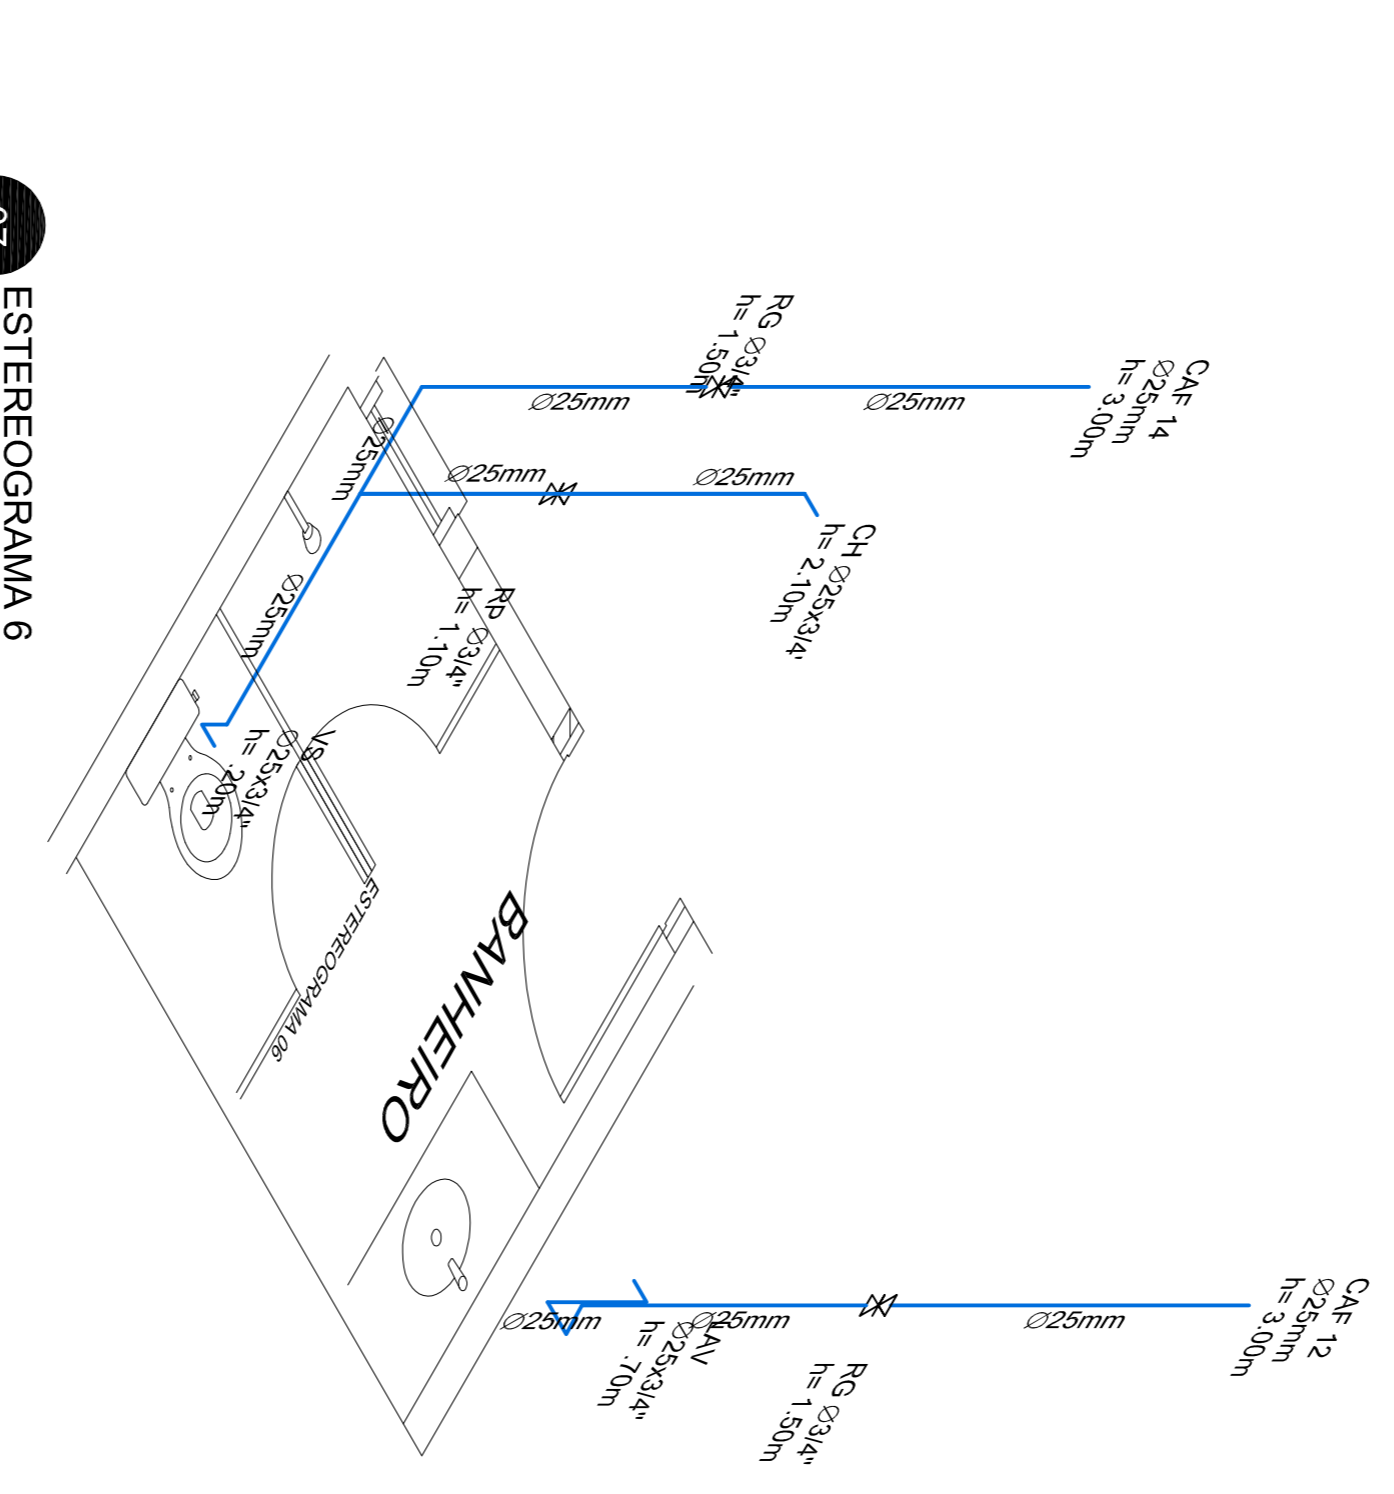 07
ESTEREOGRAMA 6
CAF 14
Ø25mm
h= 3.00m
RG Ø3/4"
h= 1.50m
Ø25mm
Ø25mm
Ø25mm
Ø25mm
Ø25mm
Ø25mm
CH Ø25x3/4"
h= 2.10m
RP Ø3/4"
h= 1.10m
VS
Ø25x3/4"
h= .20m
ESTEREOGRAMA 06
BANHEIRO
CAF 12
Ø25mm
h= 3.00m
Ø25mm
Ø25mm
Ø25mm
LAV
Ø25x3/4"
h= .70m
RG Ø3/4"
h= 1.50m